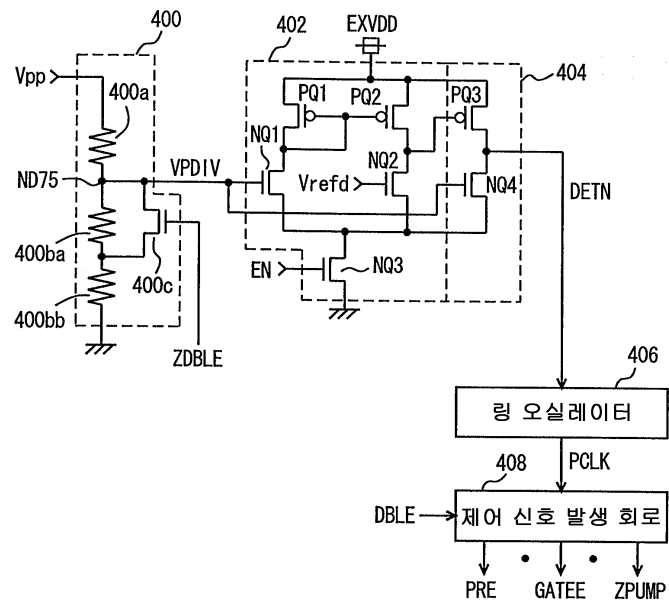 400
402
EXVDD
404
Vpp
400a
PQ1
PQ2
PQ3
NQ1
VPDIV
ND75
Vrefd
NQ2
NQ4
DETN
400ba
400c
EN
NQ3
400bb
ZDBLE
406
링 오실레이터
PCLK
408
DBLE
제어 신호 발생 회로
PRE
GATEE
ZPUMP